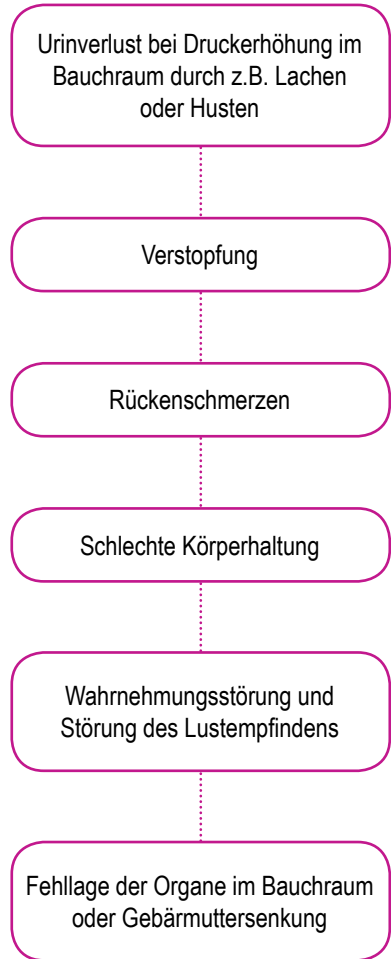 Urinverlust bei Druckerhöhung im
Bauchraum durch z.B. Lachen
oder Husten
Verstopfung
Rückenschmerzen
Schlechte Körperhaltung
Wahrnehmungsstörung und
Störung des Lustempfindens
Fehllage der Organe im Bauchraum
oder Gebärmuttersenkung